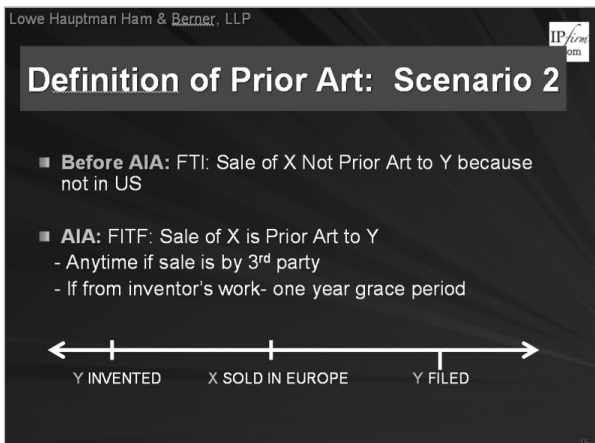 Lowe Hauptman Ham & Berner, LLP
IPfirm
om
Definition of Prior Art: Scenario 2
Before AIA: FTI: Sale of X Not Prior Art to Y because
not in US
AIA: FITF: Sale of X is Prior Art to Y
- Anytime if sale is by 3rd party
- If from inventor's work- one year grace period
Y INVENTED X SOLD IN EUROPE Y FILED